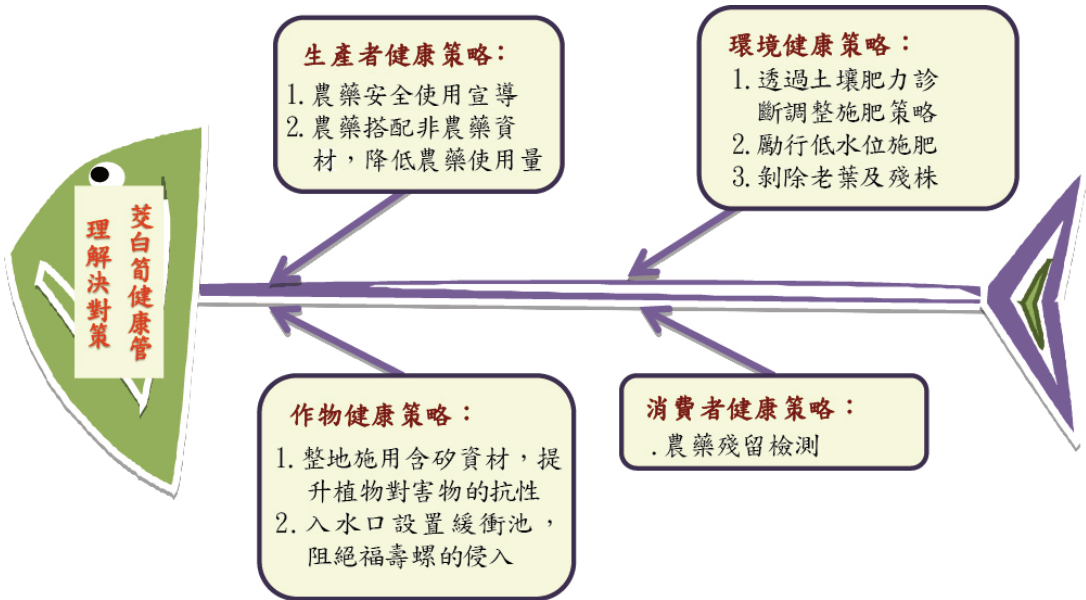 茭白筍健康管
理解決對策
生產者健康策略：
1.農藥安全使用宣導
2.農藥搭配非農藥資
材，降低農藥使用量
環境健康策略：
1.透過土壤肥力診
斷調整施肥策略
2.勵行低水位施肥
3.剝除老葉及殘株
作物健康策略：
1.整地施用含矽資材，提
升植物對害物的抗性
2.入水口設置緩衝池，
阻絕福壽螺的侵入
消費者健康策略：
.農藥殘留檢測